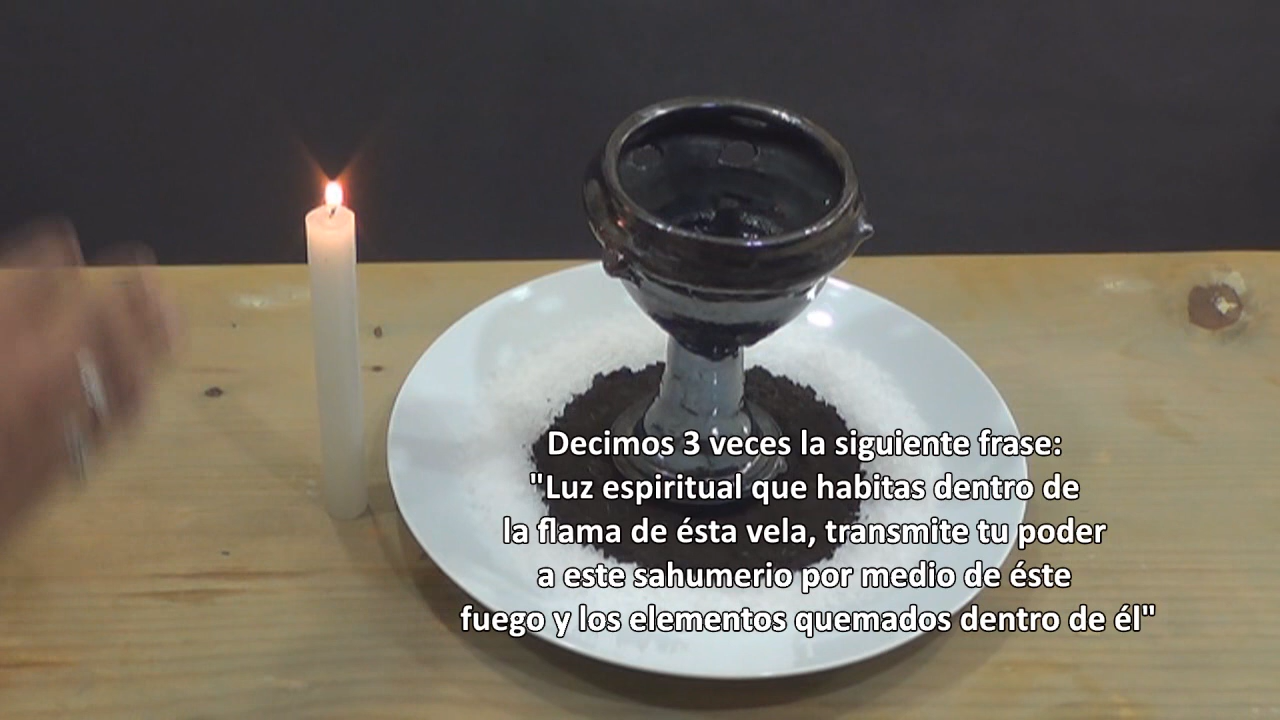 Decimos 3 veces la siguiente frase:
"Luz espiritual que habitas dentro de
la flama de ésta vela, transmite tu poder
a este sahumerio por medio de éste
fuego y los elementos quemados dentro de él"